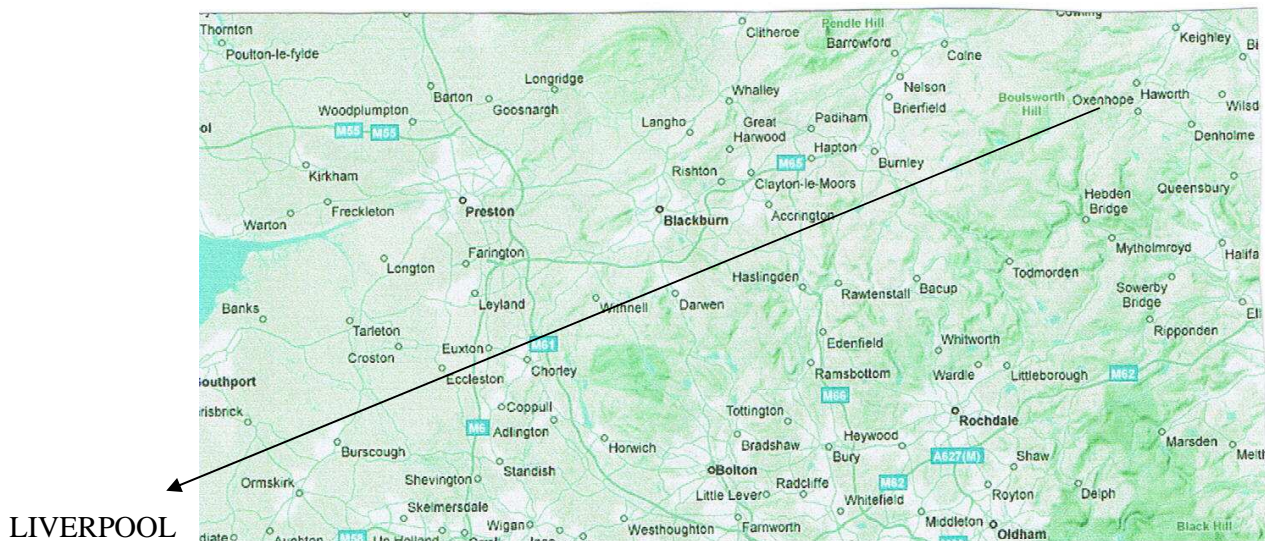 Thornton
Poulton-le-fylde
Clitheroe
Pendle Hill
Barrowford
Colne
Cowling
Keighley
Longridge
Barton
Goosnargh
Whalley
Nelson
Brierfield
Boulsworth
Hill
Oxenhope
Haworth
Woodplumpton
M55
M55
Langho
Great
Harwood
Padiham
Hapton
Denholme
Kirkham
Rishton
M65
Clayton-le-Moors
Burnley
Warton
Freckleton
Preston
Blackburn
Accrington
Hebden
Bridge
Queensbury
Longton
Farington
Mytholmroyd
Todmorden
Haslingden
Rawtenstall
Bacup
Sowerby
Bridge
Banks
Leyland
Withnell
Darwen
Ripponden
Tarleton
Croston
Euxton
M61
Edenfield
Whitworth
Eccleston
Chorley
Ramsbottom
Wardle
Littleborough
M62
M66
Coppull
Tottington
Rochdale
M6
Adlington
Burscough
Horwich
Bradshaw
Bury
Heywood
A627(M)
Shaw
Marsden
Standish
Shevington
Bolton
Ormskirk
Little Lever
Radcliffe
M62
Whitefield
Royton
Delph
Skelmersdale
Wigan
Westhoughton
Farnworth
Middleton
Oldham
Black Hill
M58
LIVERPOOL